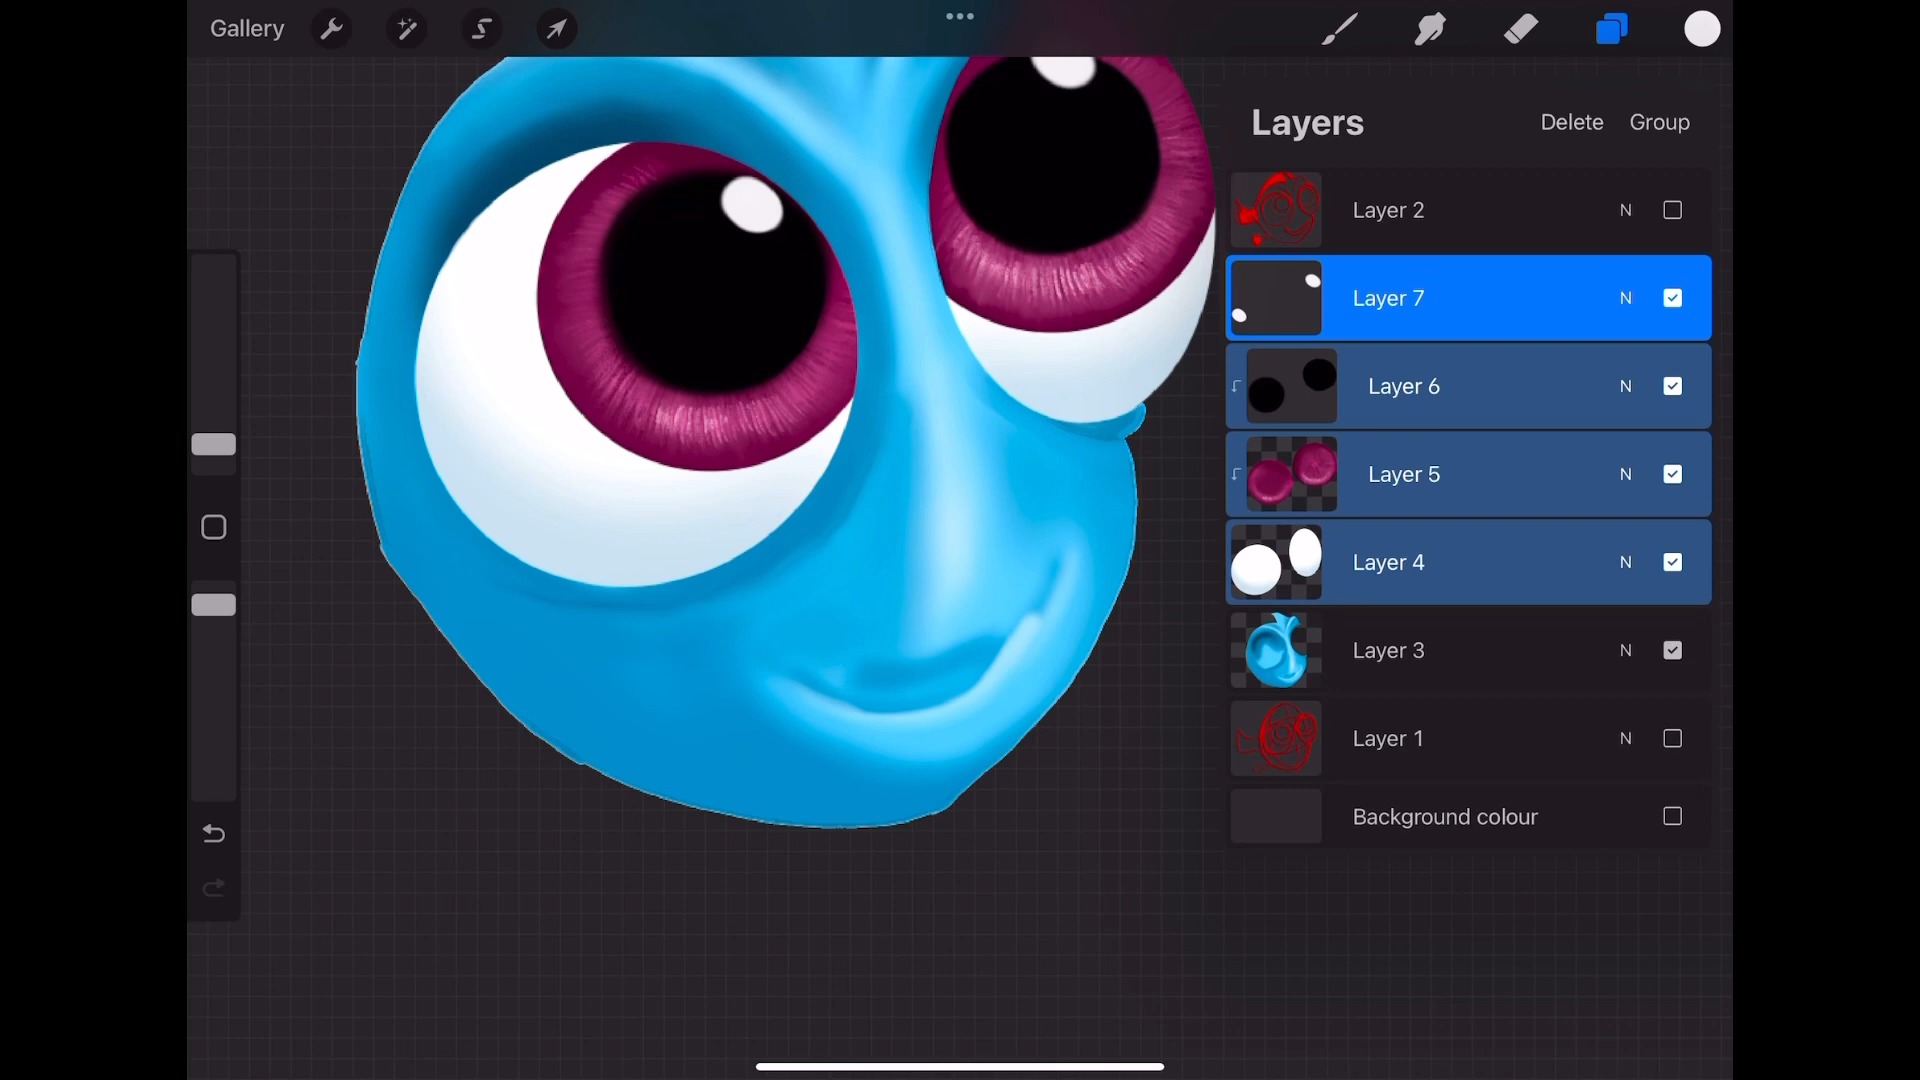 Gallery
Layers Delete Group
Layer 2 N
Layer 7 N
Layer 6 N
Layer 5 N
Layer 4 N
Layer 3 N
Layer 1 N
Background colour